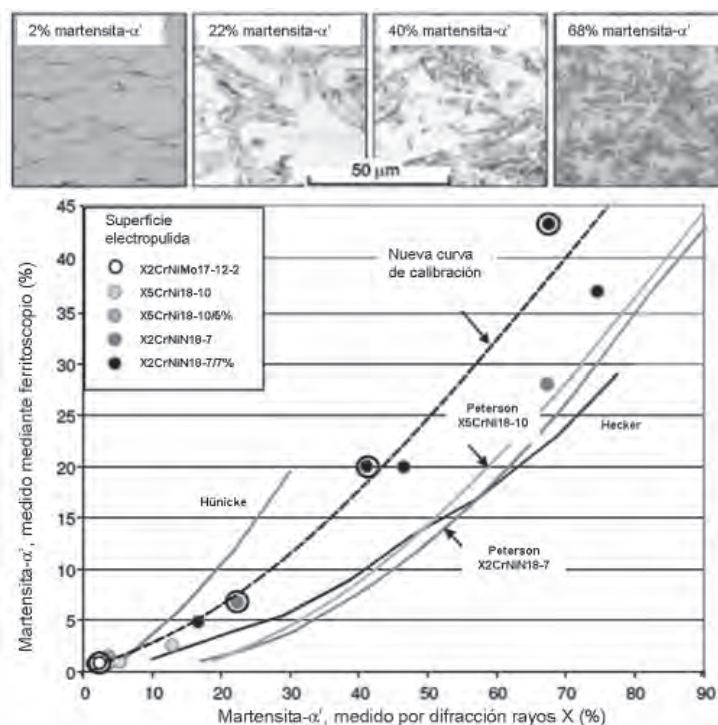 2% martensita-α'
22% martensita-α'
40% martensita-α'
68% martensita-α'
50 μm
Martensita-α', medido mediante ferritoscopio (%)
45
40
35
30
25
20
15
10
5
0
Superficie
electropulida
X2CrNiMo17-12-2
X5CrNi18-10
X5CrNi18-10/5%
X2CrNiN18-7
X2CrNiN18-7/7%
Nueva curva
de calibración
Peterson
X5CrNi18-10
Hecker
Hünicke
Peterson
X2CrNiN18-7
0
10
20
30
40
50
60
70
80
90
Martensita-α', medido por difracción rayos X (%)